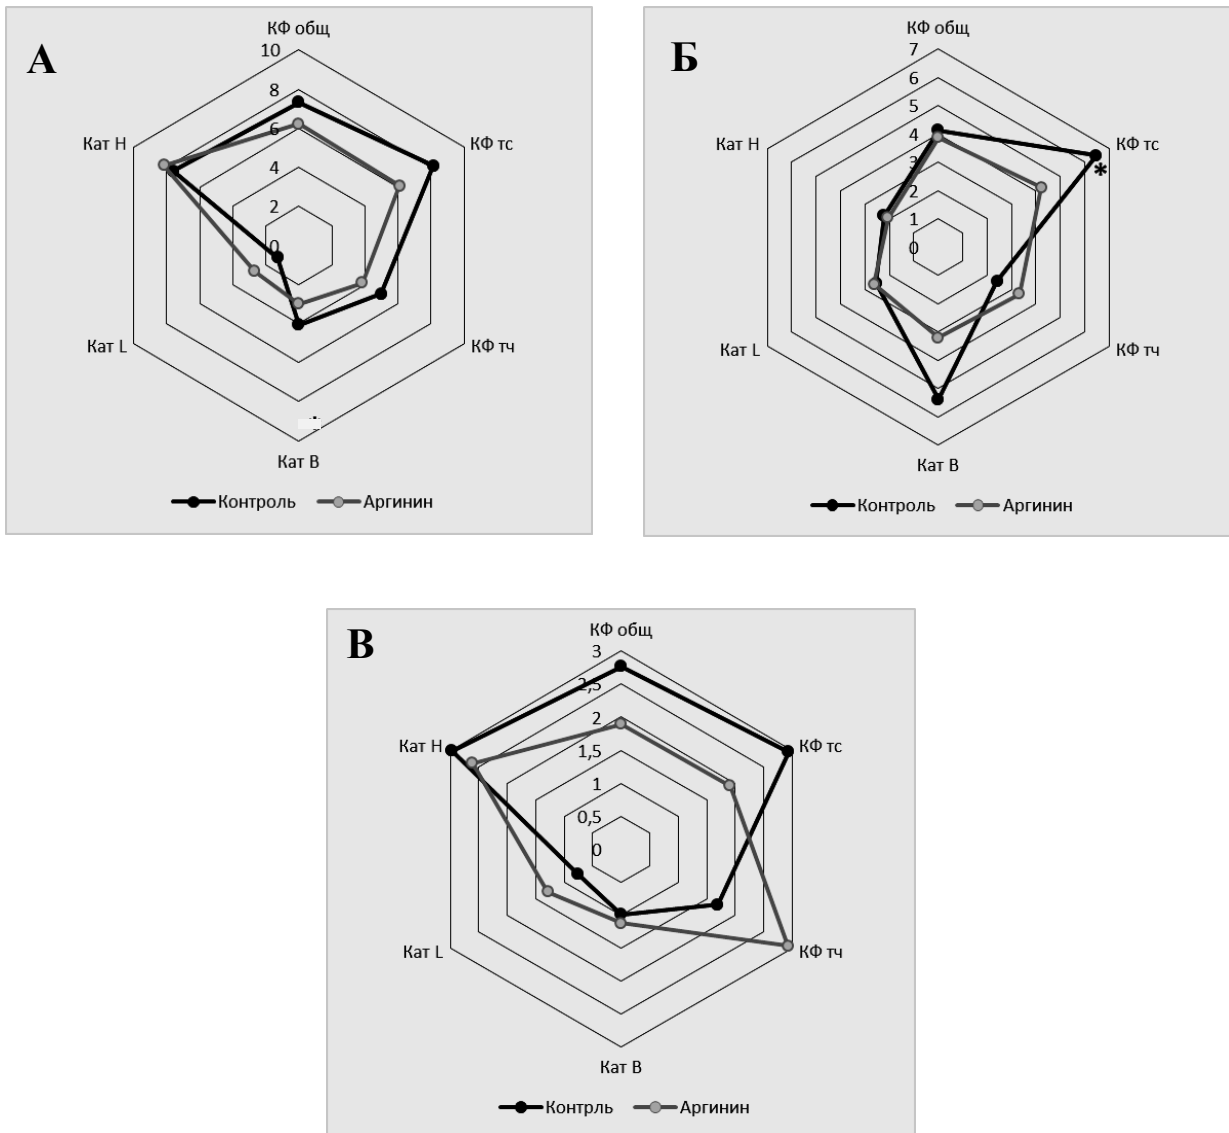 А
КФ общ
10
8
6
4
2
0
КФ тс
КФ тч
Кат B
Кат L
Кат H
Контроль Аргинин
Б
КФ общ
7
6
5
4
3
2
1
0
КФ тс
*
КФ тч
Кат B
Кат L
Кат H
Контроль Аргинин
В
КФ общ
3
2,5
2
1,5
1
0,5
0
КФ тс
КФ тч
Кат B
Кат L
Кат H
Контрль Аргинин